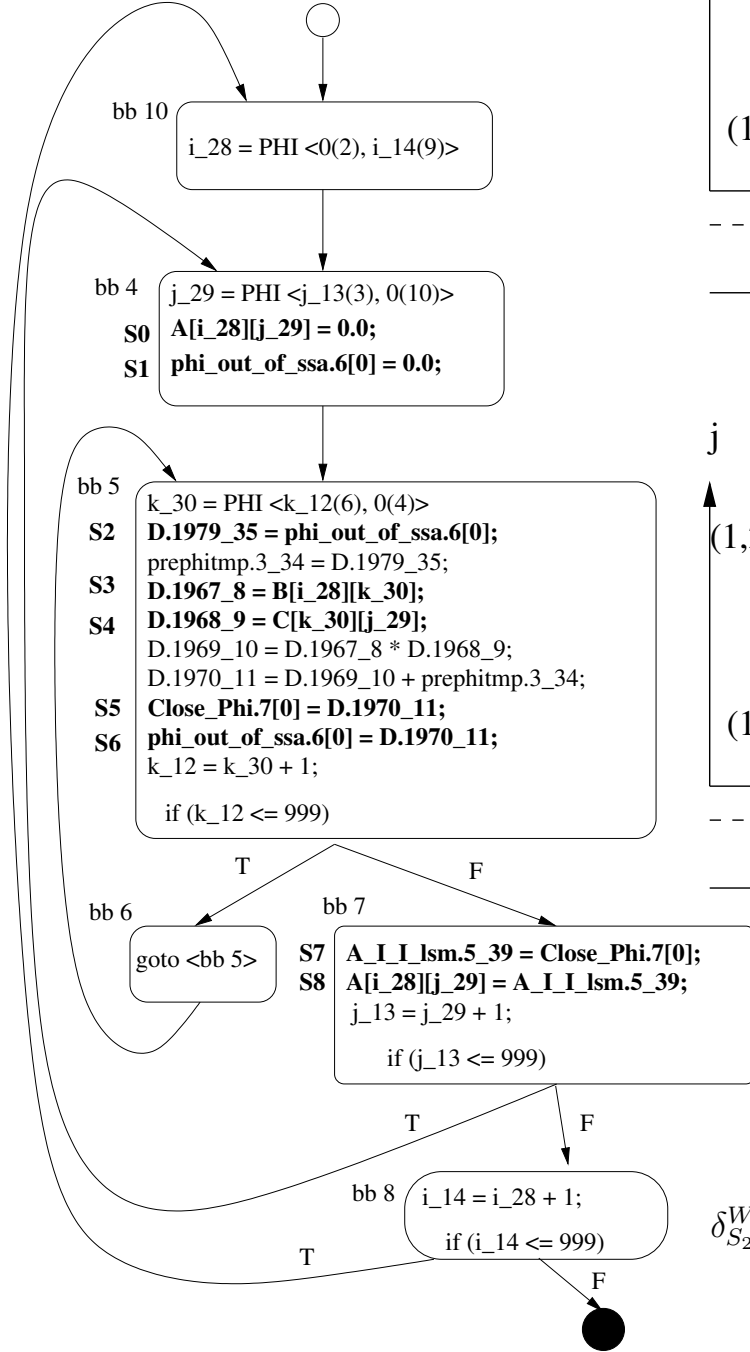 bb 10
i_28 = PHI <0(2), i_14(9)>
(1
bb 4
j_29 = PHI <j_13(3), 0(10)>
S0 A[i_28][j_29] = 0.0;
S1 phi_out_of_ssa.6[0] = 0.0;
j
bb 5
k_30 = PHI <k_12(6), 0(4)>
S2 D.1979_35 = phi_out_of_ssa.6[0];
(1,
prephitmp.3_34 = D.1979_35;
S3 D.1967_8 = B[i_28][k_30];
S4 D.1968_9 = C[k_30][j_29];
D.1969_10 = D.1967_8 * D.1968_9;
D.1970_11 = D.1969_10 + prephitmp.3_34;
S5 Close_Phi.7[0] = D.1970_11;
(1
S6 phi_out_of_ssa.6[0] = D.1970_11;
k_12 = k_30 + 1;
if (k_12 <= 999)
T F
bb 6
bb 7
goto <bb 5>
S7 A_I_I_lsm.5_39 = Close_Phi.7[0];
S8 A[i_28][j_29] = A_I_I_lsm.5_39;
j_13 = j_29 + 1;
if (j_13 <= 999)
T F
bb 8
i_14 = i_28 + 1;
δ_{S_2}^{W
if (i_14 <= 999)
T
F